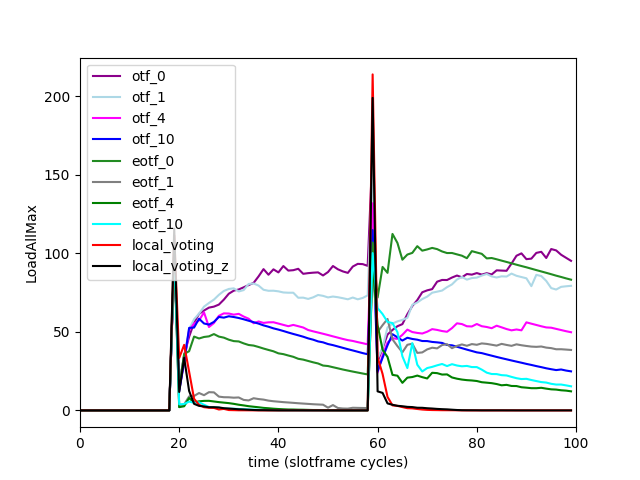 LoadAllMax
200
150
100
50
0
otf_0
otf_1
otf_4
otf_10
eotf_0
eotf_1
eotf_4
eotf_10
local_voting
local_voting_z
0 20 40 60 80 100
time (slotframe cycles)